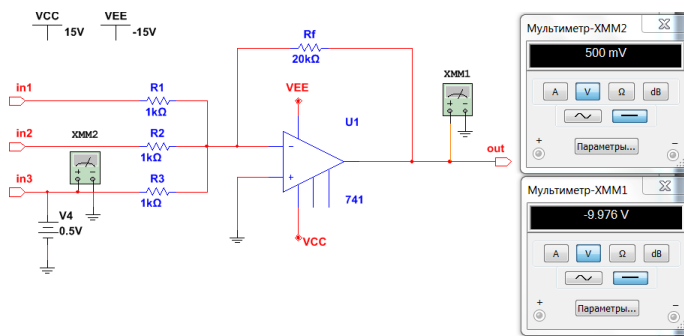 VCC
15V
VEE
-15V
Rf
20kΩ
in1
R1
1kΩ
in2
R2
1kΩ
in3
R3
1kΩ
XMM2
+ -
V4
0.5V
VEE
U1
-
+
741
VCC
XMM1
+ -
out
Мультиметр-XMM2
X
500 mV
A V Ω dB
Параметры...
+ -
Мультиметр-XMM1
X
-9.976 V
A V Ω dB
Параметры...
+ -